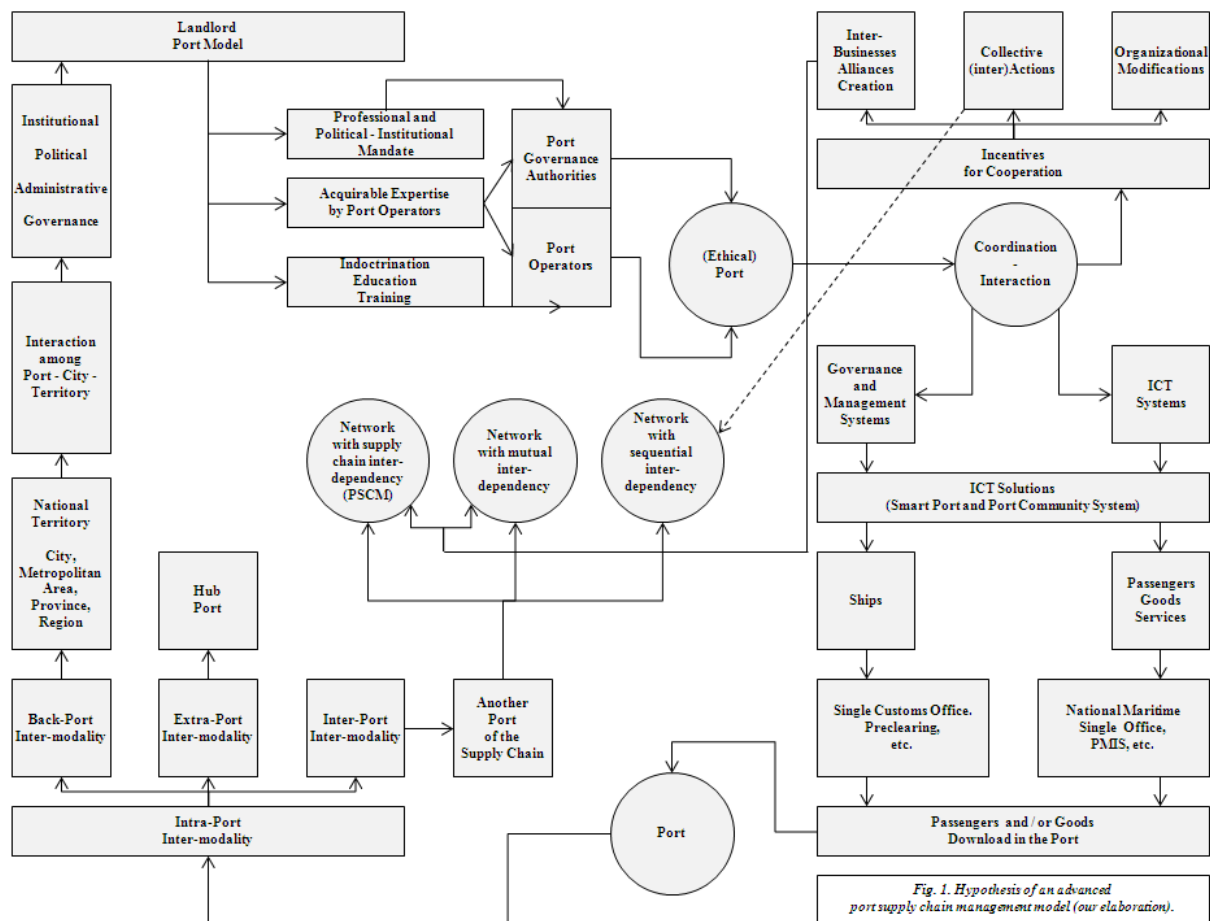 Landlord
Port Model
Inter-
Businesses
Alliances
Creation
Collective
(inter)Actions
Organizational
Modifications
Institutional
Political
Administrative
Governance
Professional and
Political - Institutional
Mandate
Port
Governance
Authorities
Incentives
for Cooperation
Acquirable Expertise
by Port Operators
Port
Operators
(Ethical)
Port
Coordination
-
Interaction
Indoctrination
Education
Training
Interaction
among
Port - City -
Territory
Governance
and
Management
Systems
ICT
Systems
Network
with supply
chain inter-
dependency
(PSCM)
Network
with mutual
inter-
dependency
Network
with
sequential
inter-
dependency
National
Territory
City,
Metropolitan
Area,
Province,
Region
ICT Solutions
(Smart Port and Port Community System)
Hub
Port
Ships
Passengers
Goods
Services
Back-Port
Inter-modality
Extra-Port
Inter-modality
Inter-Port
Inter-modality
Another
Port
of the
Supply Chain
Single Customs Office.
Preclearing,
etc.
National Maritime
Single Office,
PMIS, etc.
Intra-Port
Inter-modality
Port
Passengers and / or Goods
Download in the Port
Fig. 1. Hypothesis of an advanced
port supply chain management model (our elaboration).